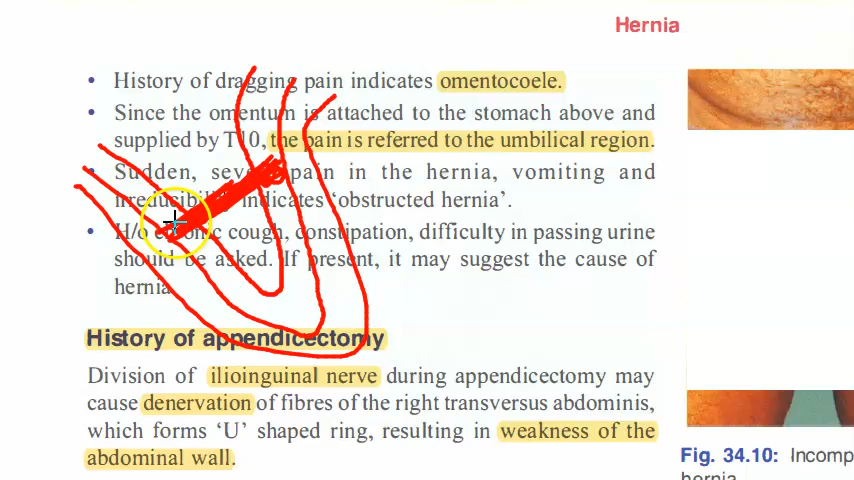 Hernia
• History of dragging pain indicates omentocoele.
• Since the omentum is attached to the stomach above and
supplied by T10, the pain is referred to the umbilical region.
• Sudden, severe pain in the hernia, vomiting and
irreducibility indicates ‘obstructed hernia’.
• H/o chronic cough, constipation, difficulty in passing urine
should be asked. If present, it may suggest the cause of
hernia
History of appendicectomy
Division of ilioinguinal nerve during appendicectomy may
cause denervation of fibres of the right transversus abdominis,
which forms ‘U’ shaped ring, resulting in weakness of the
abdominal wall.
Fig. 34.10: Incomp
hernia